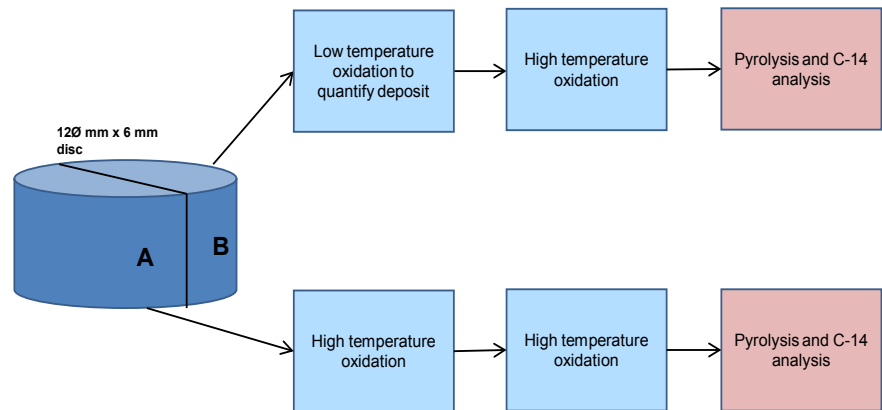 Low temperature
oxidation to
quantify deposit
High temperature
oxidation
Pyrolysis and C-14
analysis
12Ø mm x 6 mm
disc
A
B
High temperature
oxidation
High temperature
oxidation
Pyrolysis and C-14
analysis